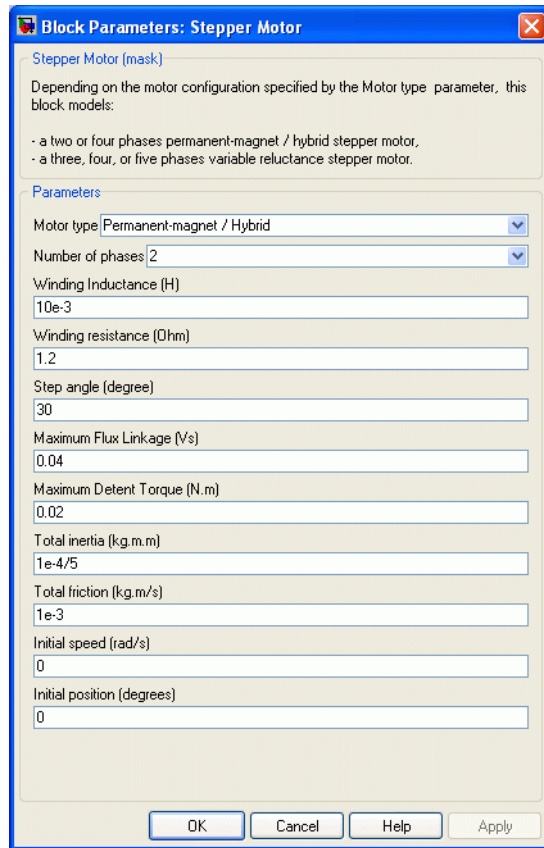 Block Parameters: Stepper Motor
Stepper Motor (mask)
Depending on the motor configuration specified by the Motor type parameter, this
block models:
- a two or four phases permanent-magnet / hybrid stepper motor,
- a three, four, or five phases variable reluctance stepper motor.
Parameters
Motor type Permanent-magnet / Hybrid
Number of phases 2
Winding Inductance (H)
10e-3
Winding resistance (Ohm)
1.2
Step angle (degree)
30
Maximum Flux Linkage (Vs)
0.04
Maximum Detent Torque (N.m)
0.02
Total inertia (kg.m.m)
1e-4/5
Total friction (kg.m/s)
1e-3
Initial speed (rad/s)
0
Initial position (degrees)
0
OK Cancel Help Apply